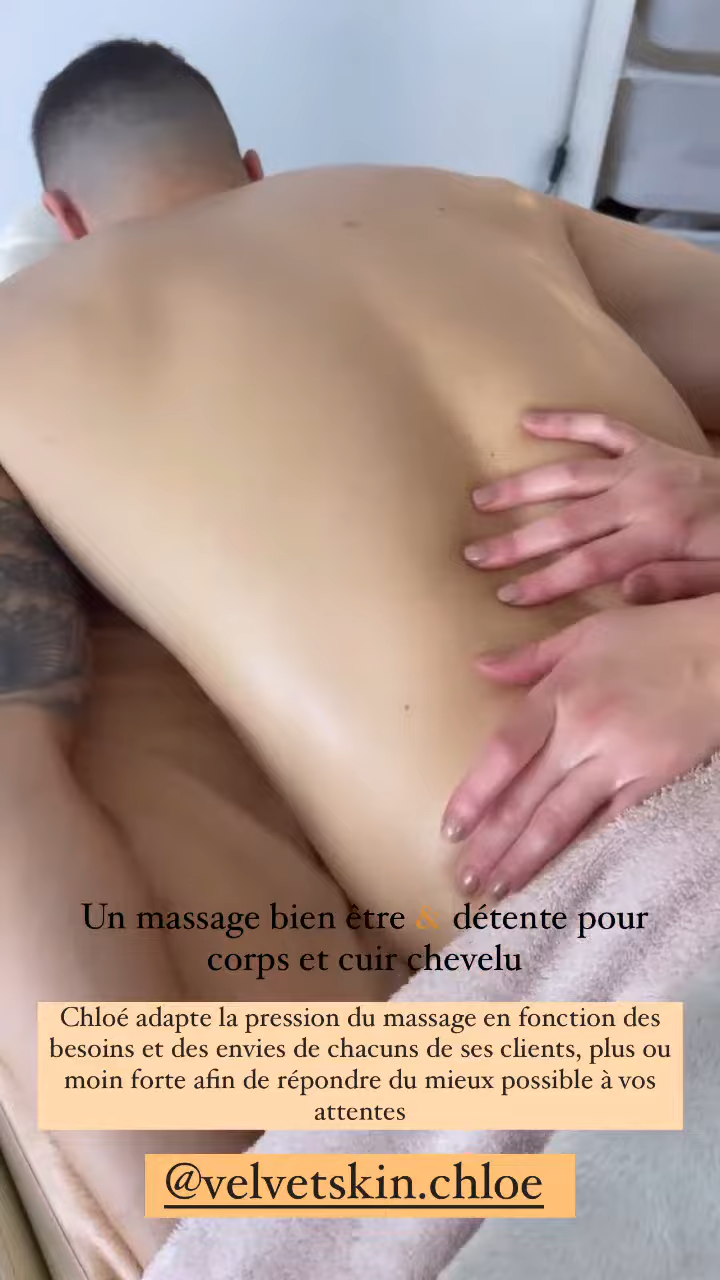 Un massage bien être & détente pour
corps et cuir chevelu
Chloé adapte la pression du massage en fonction des
besoins et des envies de chacuns de ses clients, plus ou
moin forte afin de répondre du mieux possible à vos
attentes
@velvetskin.chloe